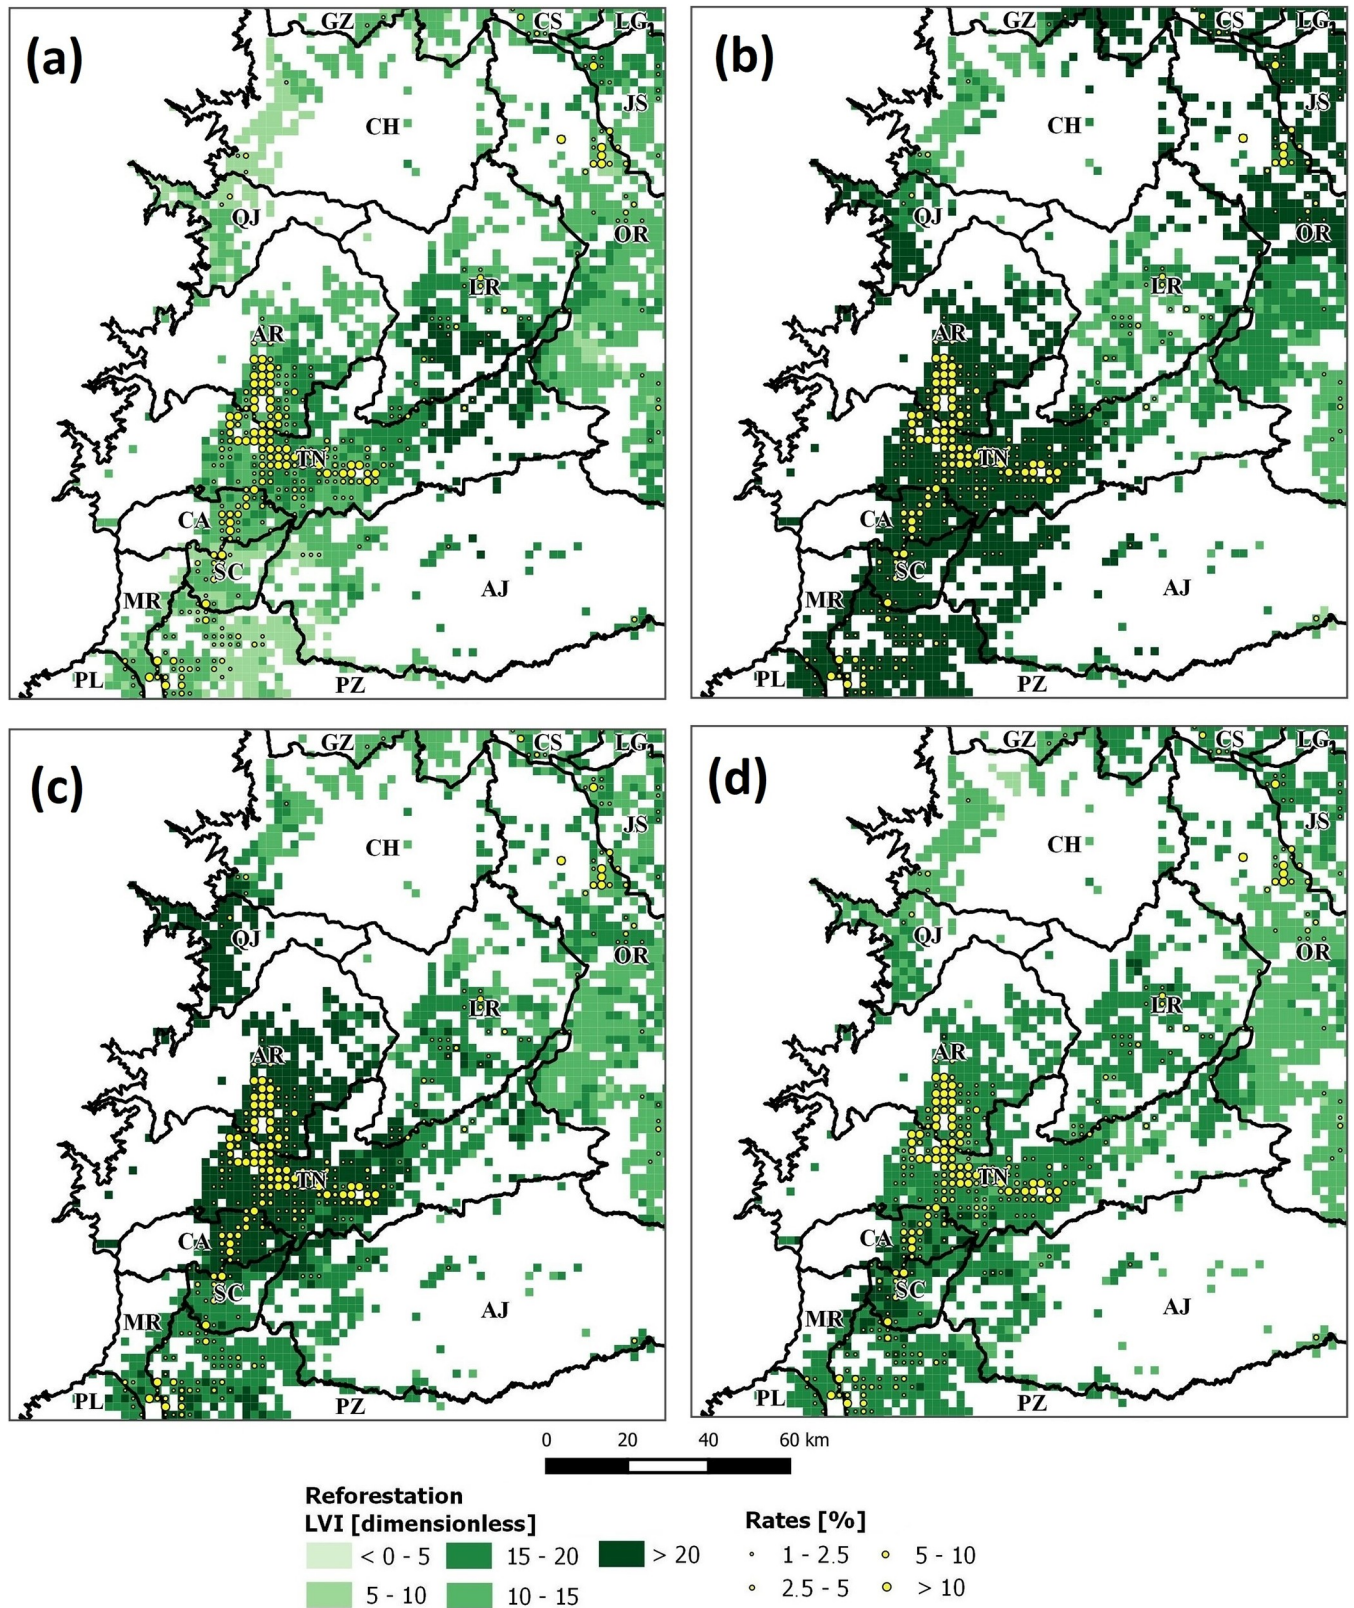 (a)
GZ
CS
LG
JS
CH
QJ
OR
LR
AR
TN
CA
SC
MR
AJ
PL
PZ
(b)
GZ
CS
LG
JS
CH
QJ
OR
LR
AR
TN
CA
SC
MR
AJ
PL
PZ
(c)
GZ
CS
LG
JS
CH
QJ
OR
LR
AR
TN
CA
SC
MR
AJ
PL
PZ
(d)
GZ
CS
LG
JS
CH
QJ
OR
LR
AR
TN
CA
SC
MR
AJ
PL
PZ
0 20 40 60 km
Reforestation
LVI [dimensionless]
< 0 - 5 15 - 20 > 20
5 - 10 10 - 15
Rates [%]
1 - 2.5 5 - 10
2.5 - 5 > 10